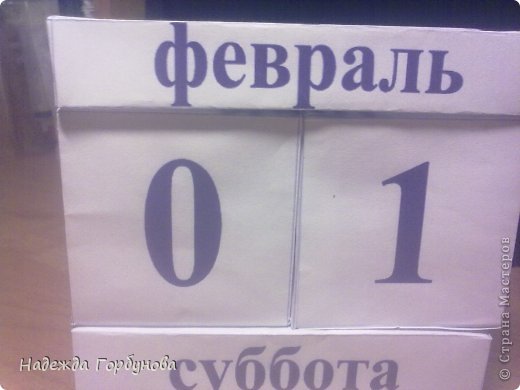 февраль
0 1
суббота
Надежда Горбунова
© Страна Мастеров